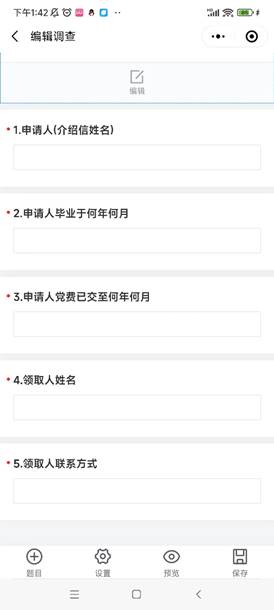 下午1:42
编辑调查
编辑
* 1.申请人(介绍信姓名)
* 2.申请人毕业于何年何月
* 3.申请人党费已交至何年何月
* 4.领取人姓名
* 5.领取人联系方式
题目 设置 预览 保存